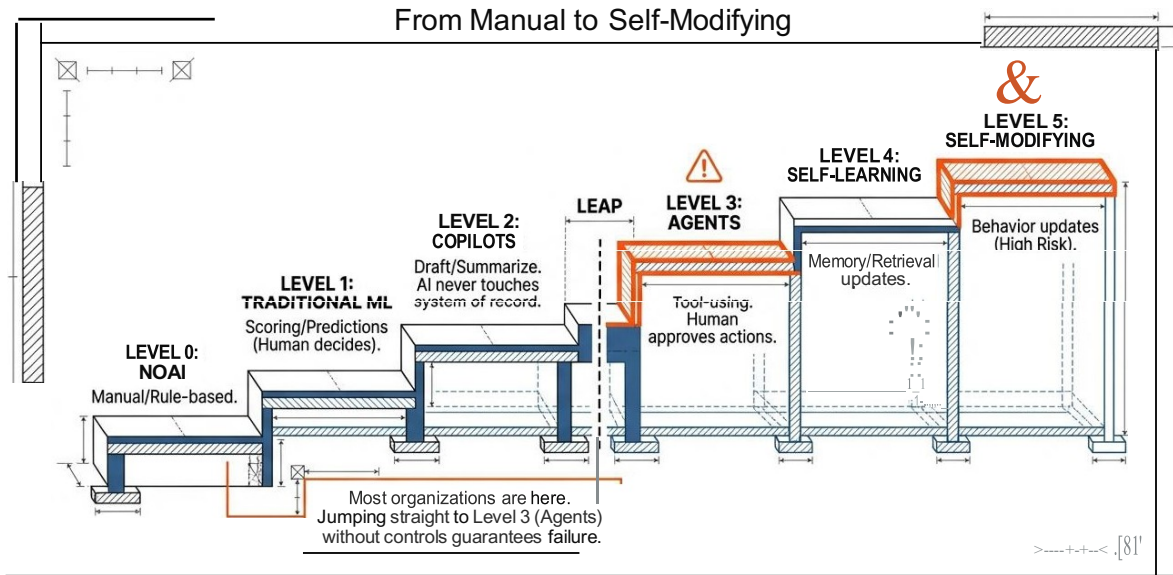 From Manual to Self-Modifying
&
LEVEL 5:
SELF-MODIFYING
Behavior updates
(High Risk).
LEVEL 4:
SELF-LEARNING
Memory/Retrieval
updates.
LEVEL 3:
AGENTS
Tool-using.
Human
approves actions.
LEAP
LEVEL 2:
COPILOTS
Draft/Summarize.
AI never touches
system of record.
LEVEL 1:
TRADITIONAL ML
Scoring/Predictions
(Human decides).
LEVEL 0:
NOAI
Manual/Rule-based.
Most organizations are here.
Jumping straight to Level 3 (Agents)
without controls guarantees failure.